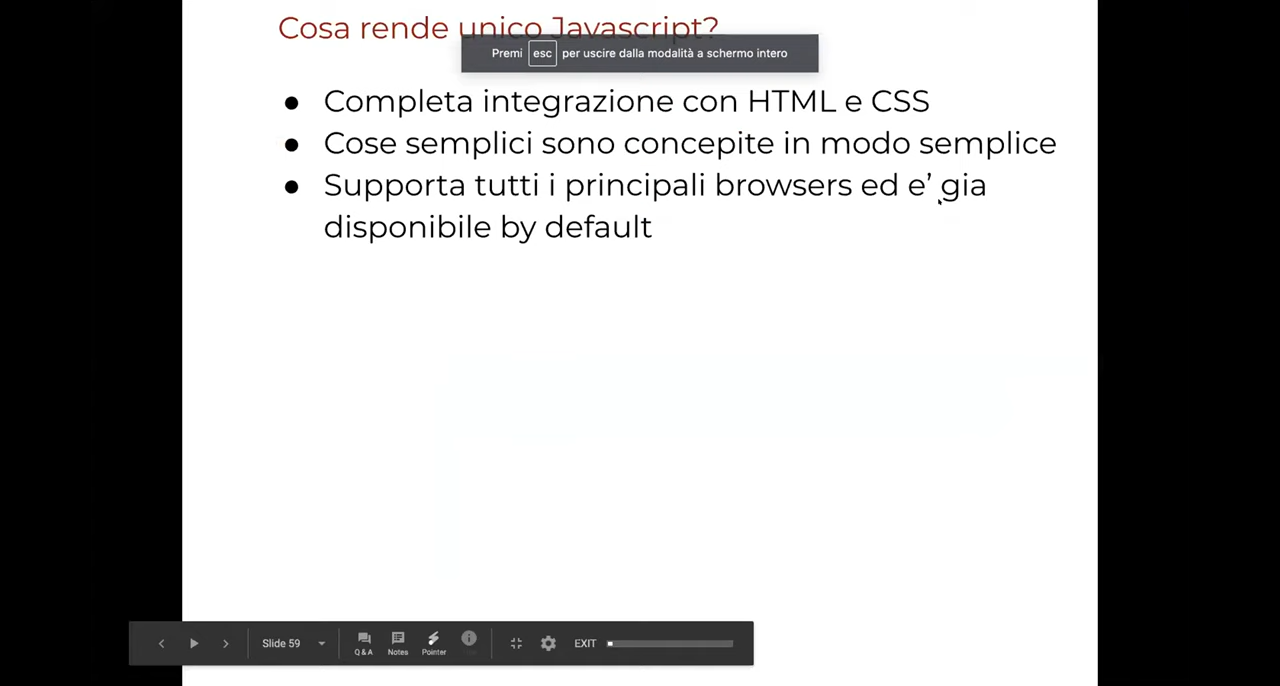 Cosa rende unico Javascript?
Premi esc per uscire dalla modalità a schermo intero
● Completa integrazione con HTML e CSS
● Cose semplici sono concepite in modo semplice
● Supporta tutti i principali browsers ed e’ gia
disponibile by default
Slide 59
Q & A
Notes
Pointer
EXIT